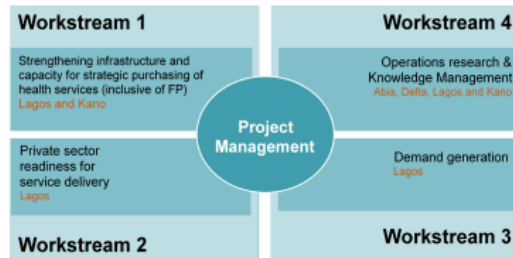 Workstream 1
Strengthening infrastructure and
capacity for strategic purchasing of
health services (inclusive of FP)
Lagos and Kano
Workstream 4
Operations research &
Knowledge Management
Abia, Delta, Lagos and Kano
Project
Management
Private sector
readiness for
service delivery
Lagos
Workstream 2
Demand generation
Lagos
Workstream 3